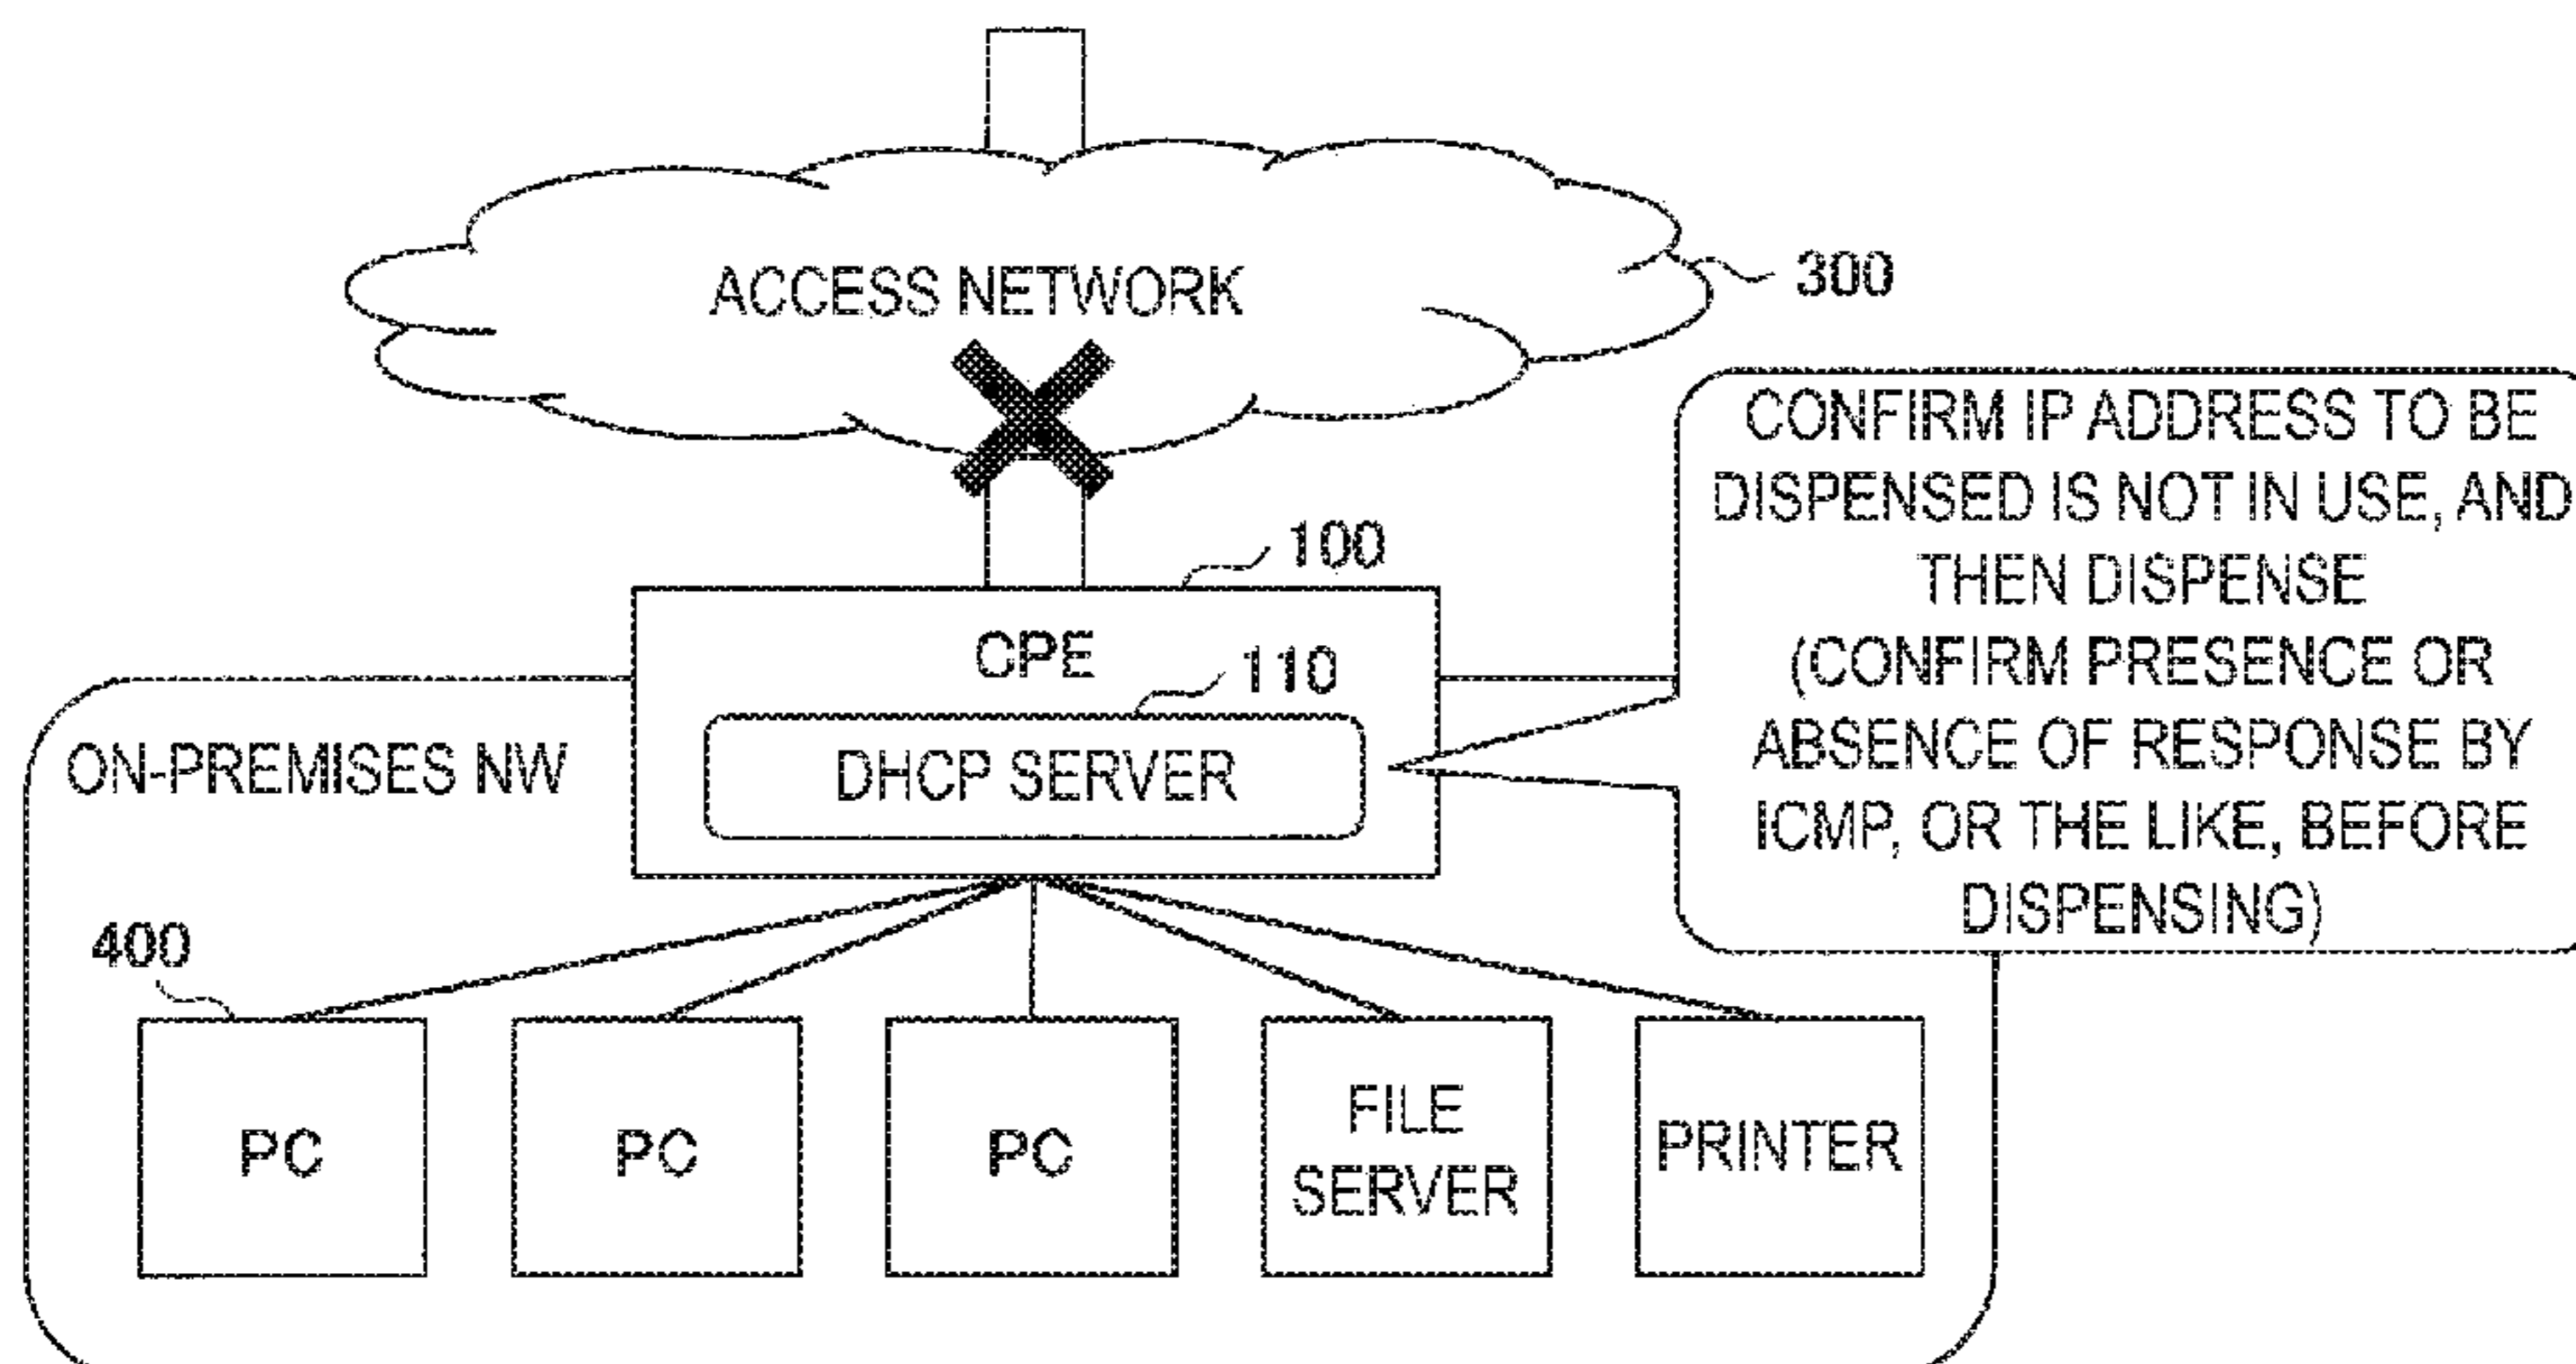 ACCESS NETWORK
300
CONFIRM IP ADDRESS TO BE
DISPENSED IS NOT IN USE, AND
THEN DISPENSE
(CONFIRM PRESENCE OR
ABSENCE OF RESPONSE BY
ICMP, OR THE LIKE, BEFORE
DISPENSING)
100
CPE
110
ON-PREMISES NW
DHCP SERVER
400
PC
PC
PC
FILE
SERVER
PRINTER